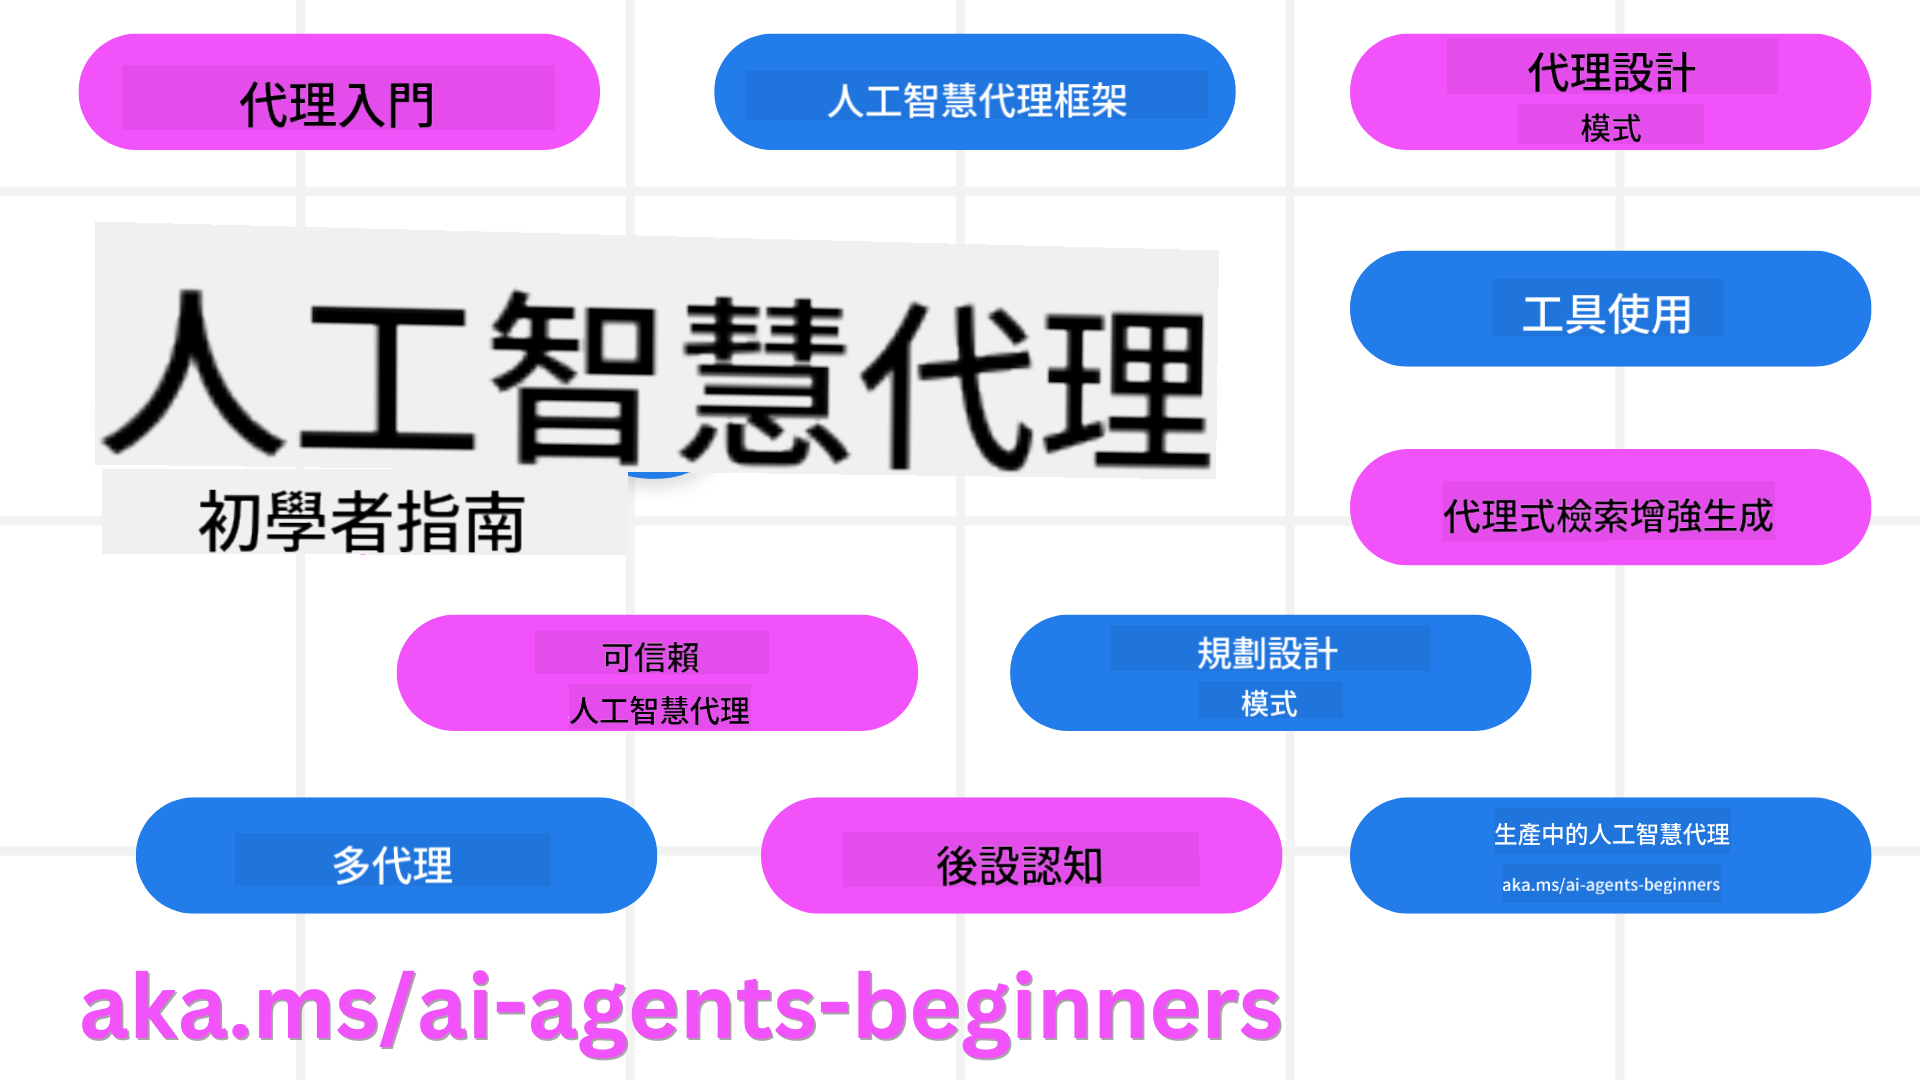 代理入門
人工智慧代理框架
代理設計
模式
人工智慧代理
初學者指南
工具使用
代理式檢索增強生成
可信賴
人工智慧代理
規劃設計
模式
多代理
後設認知
生產中的人工智慧代理
aka.ms/ai-agents-beginners
aka.ms/ai-agents-beginners